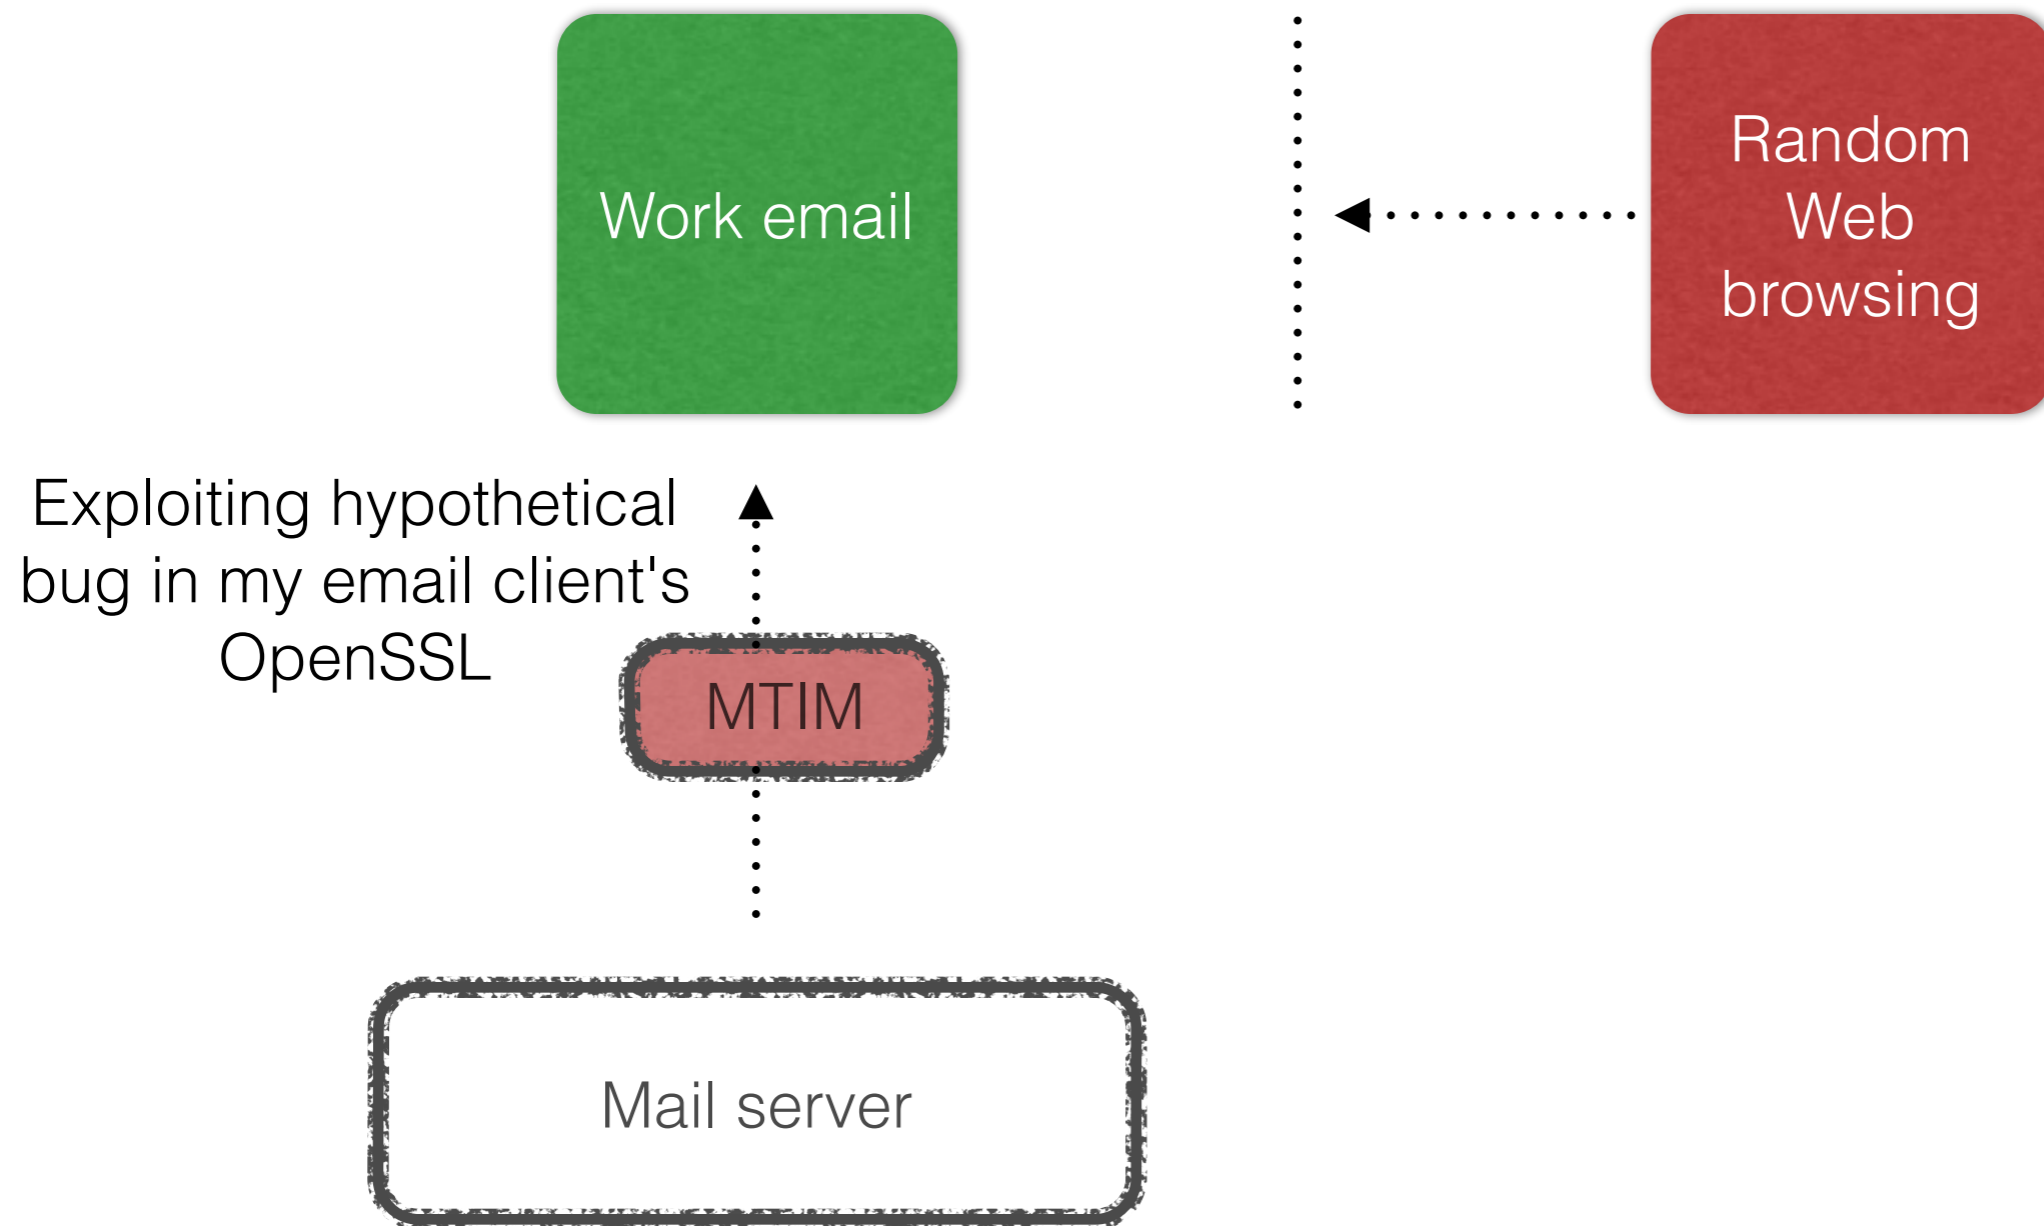 Work email
Random
Web
browsing
Exploiting hypothetical
bug in my email client's
OpenSSL
MTIM
Mail server